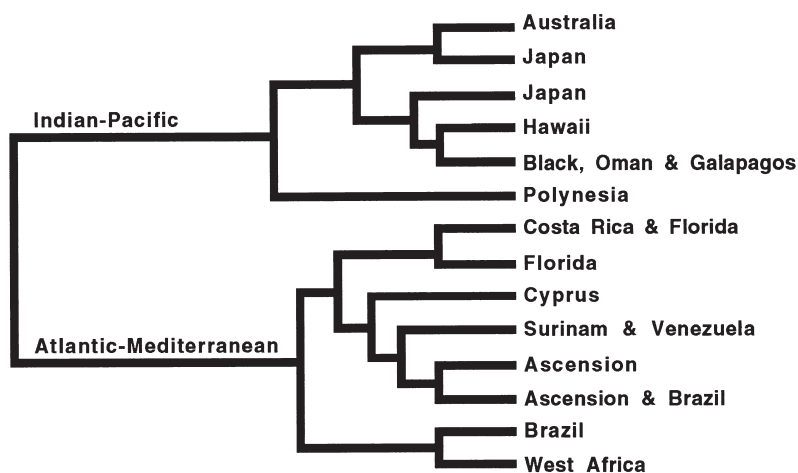 Australia
Japan
Japan
Indian-Pacific
Hawaii
Black, Oman & Galapagos
Polynesia
Costa Rica & Florida
Florida
Cyprus
Surinam & Venezuela
Atlantic-Mediterranean
Ascension
Ascension & Brazil
Brazil
West Africa